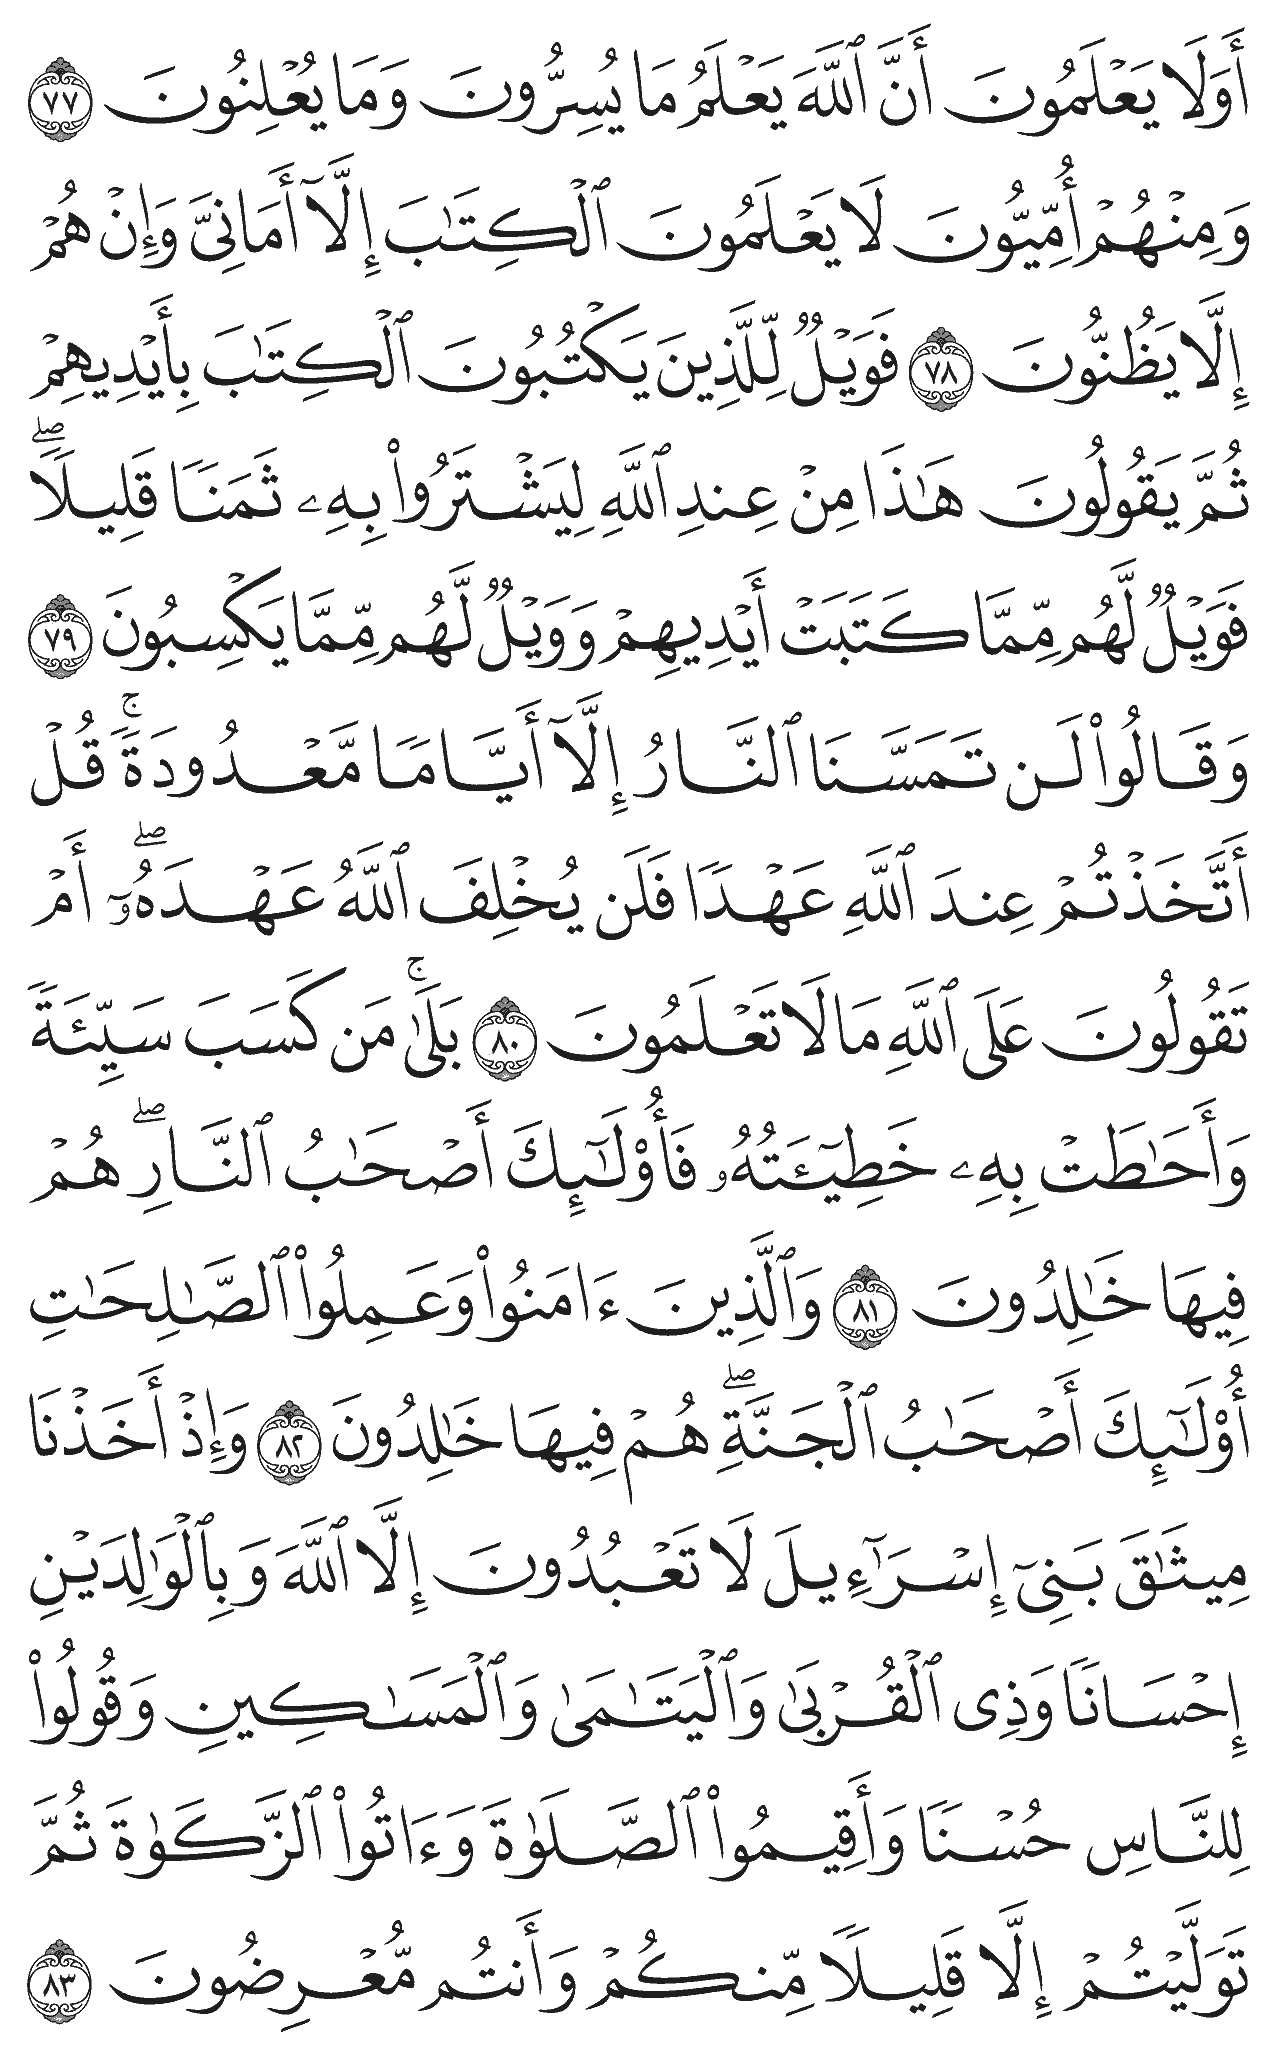 أَوَلَا يَعۡلَمُونَ أَنَّ ٱللَّهَ يَعۡلَمُ مَا يُسِرُّونَ وَمَا يُعۡلِنُونَ ٧٧
وَمِنۡهُمۡ أُمِّيُّونَ لَا يَعۡلَمُونَ ٱلۡكِتَٰبَ إِلَّآ أَمَانِيَّ وَإِنۡ هُمۡ
إِلَّا يَظُنُّونَ ٧٨ فَوَيۡلٞ لِّلَّذِينَ يَكۡتُبُونَ ٱلۡكِتَٰبَ بِأَيۡدِيهِمۡ
ثُمَّ يَقُولُونَ هَٰذَا مِنۡ عِندِ ٱللَّهِ لِيَشۡتَرُواْ بِهِۦ ثَمَنٗا قَلِيلٗاۖ
فَوَيۡلٞ لَّهُم مِّمَّا كَتَبَتۡ أَيۡدِيهِمۡ وَوَيۡلٞ لَّهُم مِّمَّا يَكۡسِبُونَ ٧٩
وَقَالُواْ لَن تَمَسَّنَا ٱلنَّارُ إِلَّآ أَيَّامٗا مَّعۡدُودَةٗۚ قُلۡ
أَتَّخَذۡتُمۡ عِندَ ٱللَّهِ عَهۡدٗا فَلَن يُخۡلِفَ ٱللَّهُ عَهۡدَهُۥٓۖ أَمۡ
تَقُولُونَ عَلَى ٱللَّهِ مَا لَا تَعۡلَمُونَ ٨٠ بَلَىٰۚ مَن كَسَبَ سَيِّئَةٗ
وَأَحَٰطَتۡ بِهِۦ خَطِيٓـَٔتُهُۥ فَأُوْلَٰٓئِكَ أَصۡحَٰبُ ٱلنَّارِۖ هُمۡ
فِيهَا خَٰلِدُونَ ٨١ وَٱلَّذِينَ ءَامَنُواْ وَعَمِلُواْ ٱلصَّٰلِحَٰتِ
أُوْلَٰٓئِكَ أَصۡحَٰبُ ٱلۡجَنَّةِۖ هُمۡ فِيهَا خَٰلِدُونَ ٨٢ وَإِذۡ أَخَذۡنَا
مِيثَٰقَ بَنِيٓ إِسۡرَٰٓءِيلَ لَا تَعۡبُدُونَ إِلَّا ٱللَّهَ وَبِٱلۡوَٰلِدَيۡنِ
إِحۡسَانٗا وَذِي ٱلۡقُرۡبَىٰ وَٱلۡيَتَٰمَىٰ وَٱلۡمَسَٰكِينِ وَقُولُواْ
لِلنَّاسِ حُسۡنٗا وَأَقِيمُواْ ٱلصَّلَوٰةَ وَءَاتُواْ ٱلزَّكَوٰةَ ثُمَّ
تَوَلَّيۡتُمۡ إِلَّا قَلِيلٗا مِّنكُمۡ وَأَنتُم مُّعۡرِضُونَ ٨٣